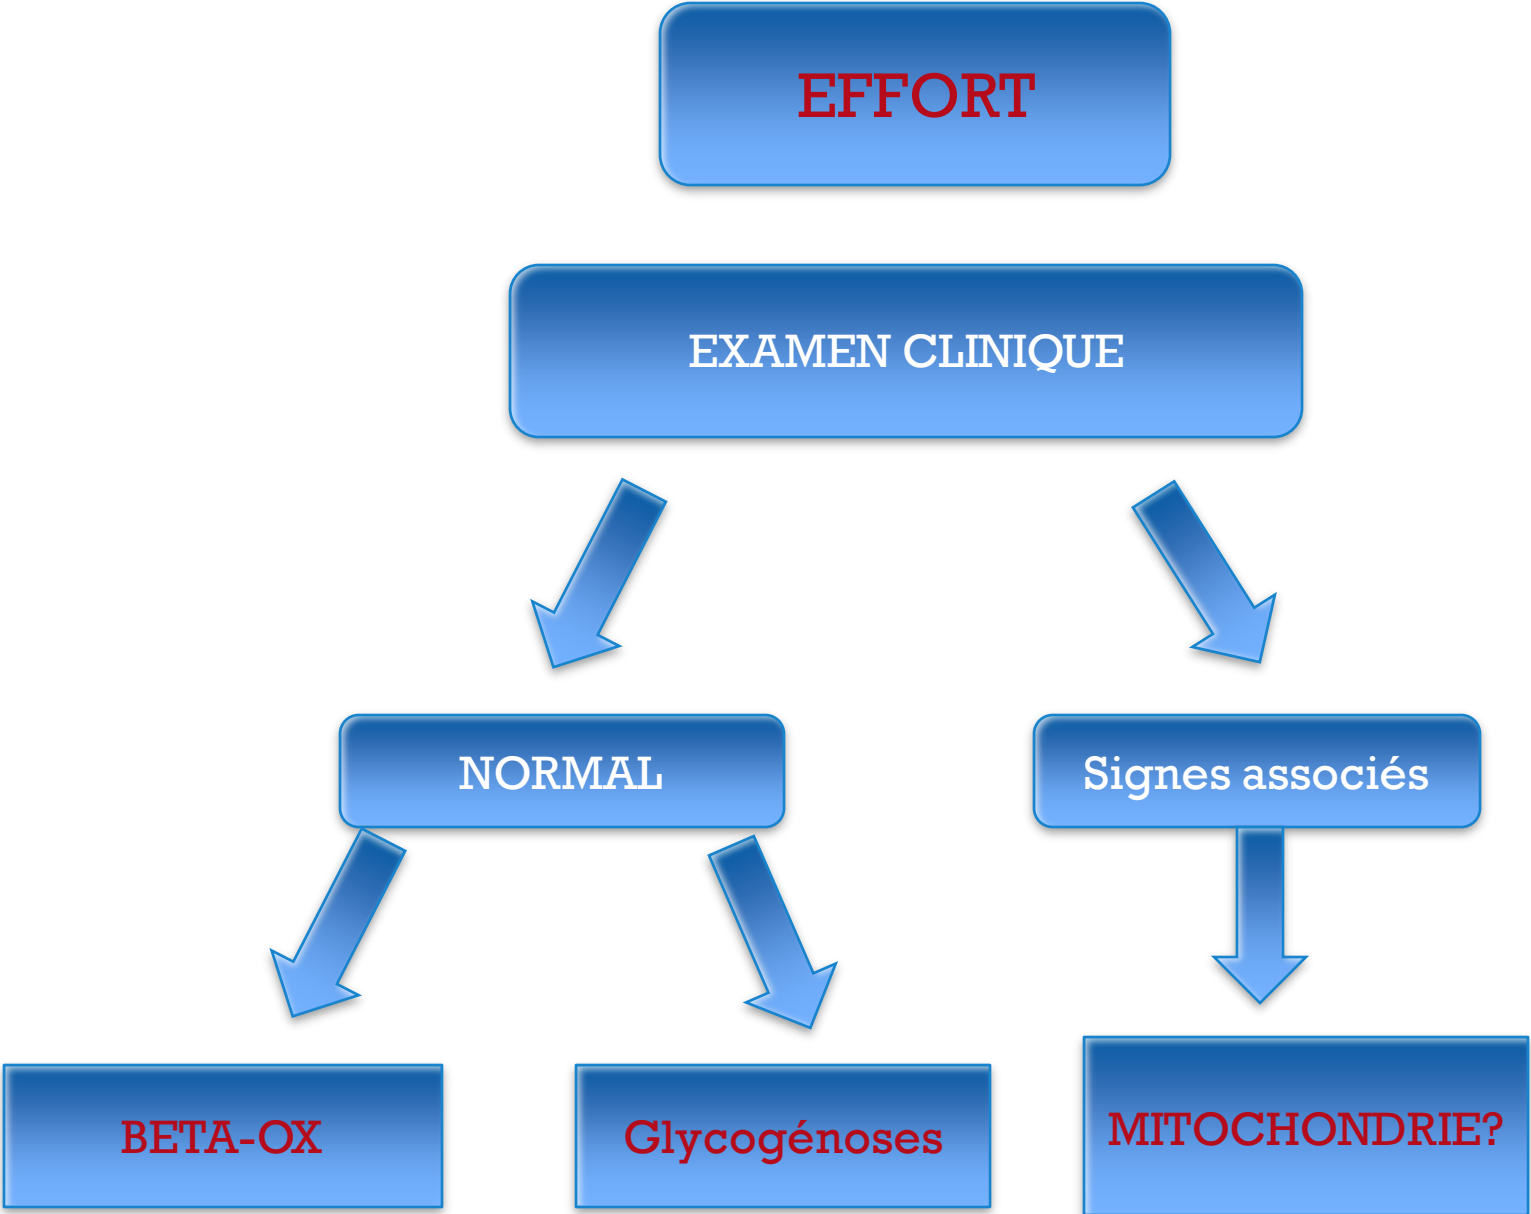 EFFORT
EXAMEN CLINIQUE
NORMAL
Signes associés
BETA-OX
Glycogénoses
MITOCHONDRIE?